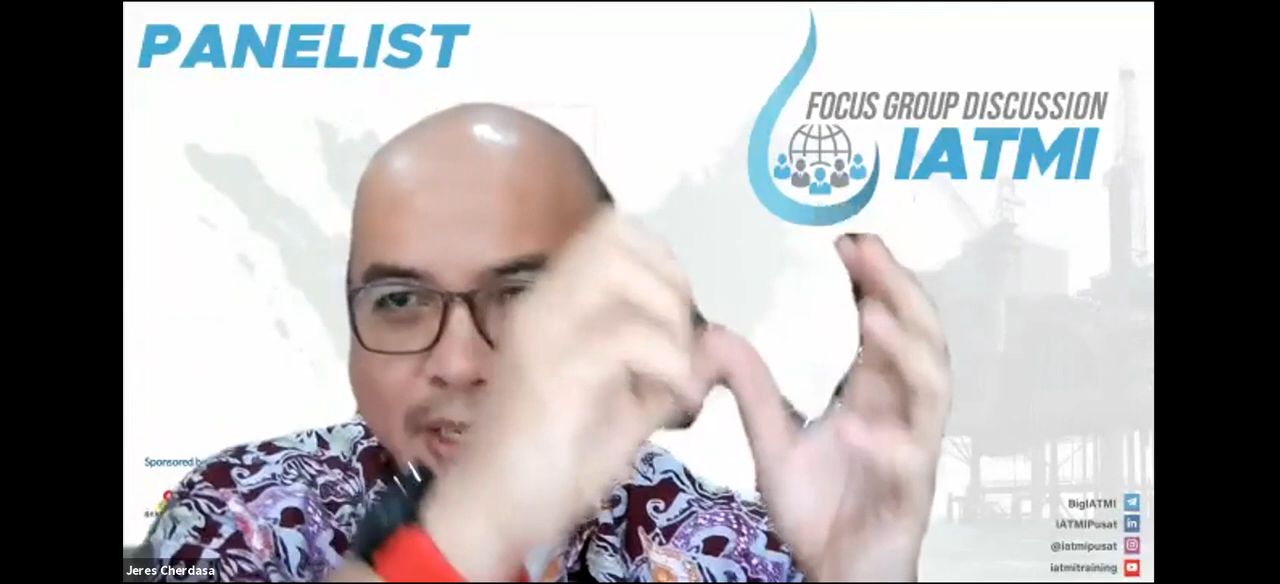 PANELIST
FOCUS GROUP DISCUSSION
IATMI
Sponsored by
BigIATMI
IATMIPusat
@iatmipusat
iatmitraining
Jeres Cherdasa